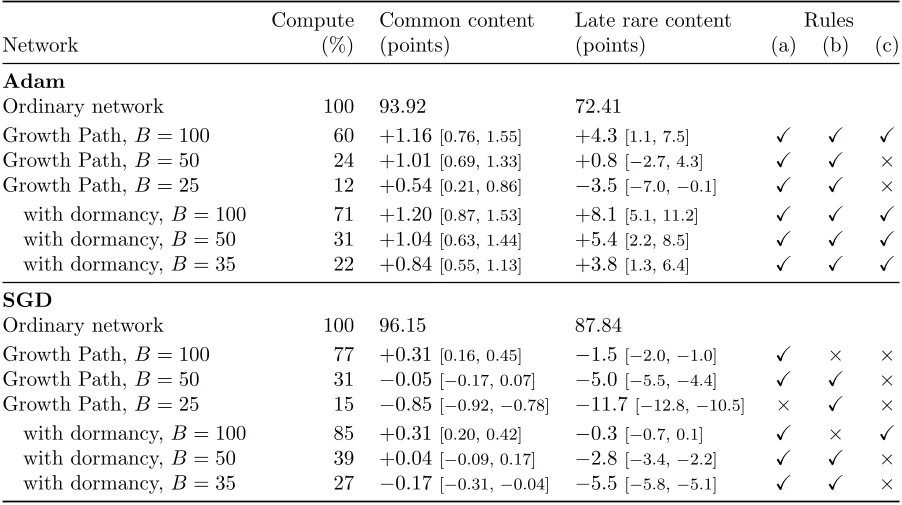 Compute Common content Late rare content Rules
Network (%) (points) (points) (a) (b) (c)
Adam
Ordinary network 100 93.92 72.41
Growth Path, B = 100 60 +1.16 [0.76, 1.55] +4.3 [1.1, 7.5] ✓ ✓ ✓
Growth Path, B = 50 24 +1.01 [0.69, 1.33] +0.8 [−2.7, 4.3] ✓ ✓ ×
Growth Path, B = 25 12 +0.54 [0.21, 0.86] −3.5 [−7.0, −0.1] ✓ ✓ ×
with dormancy, B = 100 71 +1.20 [0.87, 1.53] +8.1 [5.1, 11.2] ✓ ✓ ✓
with dormancy, B = 50 31 +1.04 [0.63, 1.44] +5.4 [2.2, 8.5] ✓ ✓ ✓
with dormancy, B = 35 22 +0.84 [0.55, 1.13] +3.8 [1.3, 6.4] ✓ ✓ ✓
SGD
Ordinary network 100 96.15 87.84
Growth Path, B = 100 77 +0.31 [0.16, 0.45] −1.5 [−2.0, −1.0] ✓ × ×
Growth Path, B = 50 31 −0.05 [−0.17, 0.07] −5.0 [−5.5, −4.4] ✓ ✓ ×
Growth Path, B = 25 15 −0.85 [−0.92, −0.78] −11.7 [−12.8, −10.5] × ✓ ×
with dormancy, B = 100 85 +0.31 [0.20, 0.42] −0.3 [−0.7, 0.1] ✓ × ✓
with dormancy, B = 50 39 +0.04 [−0.09, 0.17] −2.8 [−3.4, −2.2] ✓ ✓ ×
with dormancy, B = 35 27 −0.17 [−0.31, −0.04] −5.5 [−5.8, −5.1] ✓ ✓ ×